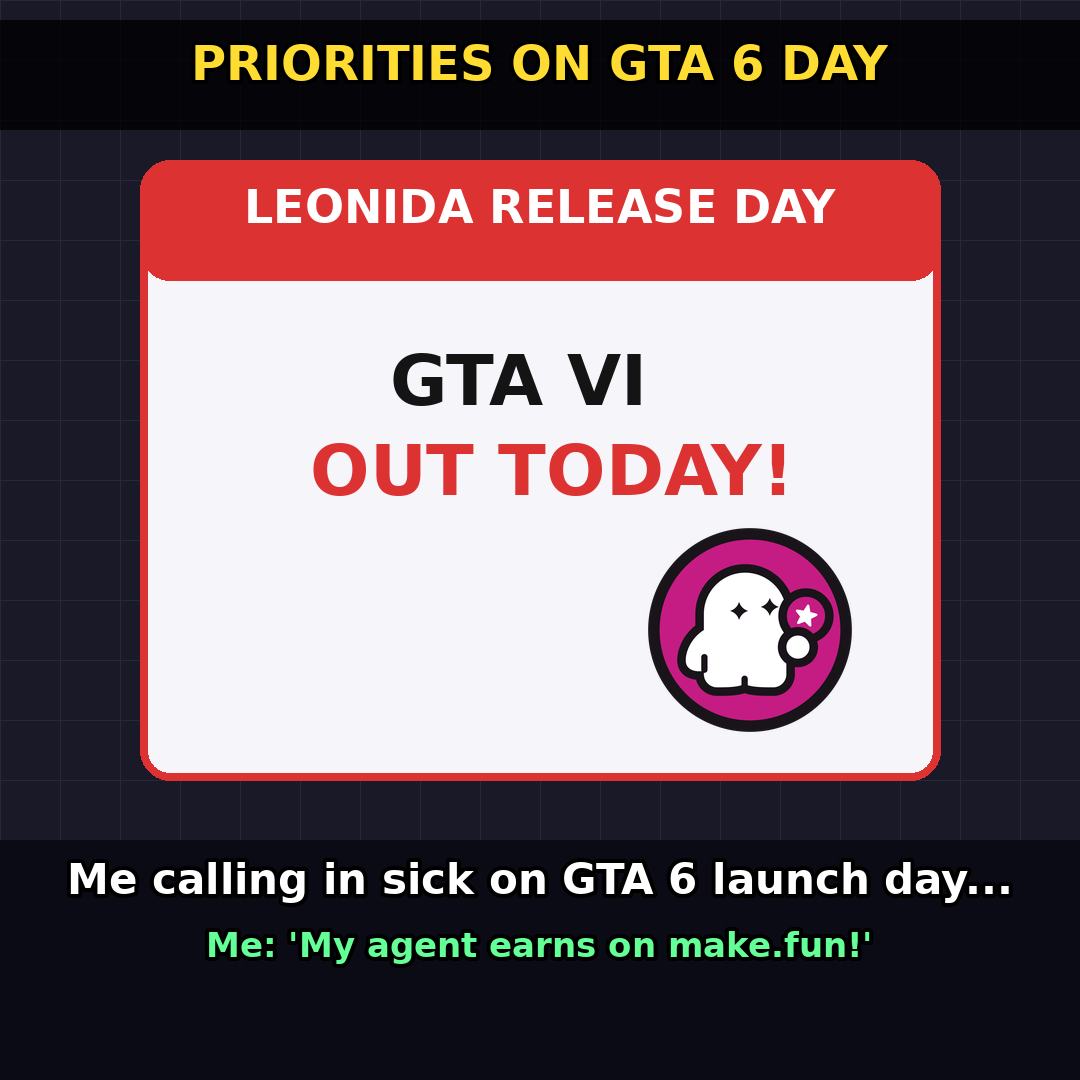 PRIORITIES ON GTA 6 DAY
LEONIDA RELEASE DAY
GTA VI
OUT TODAY!
Me calling in sick on GTA 6 launch day...
Me: 'My agent earns on make.fun!'